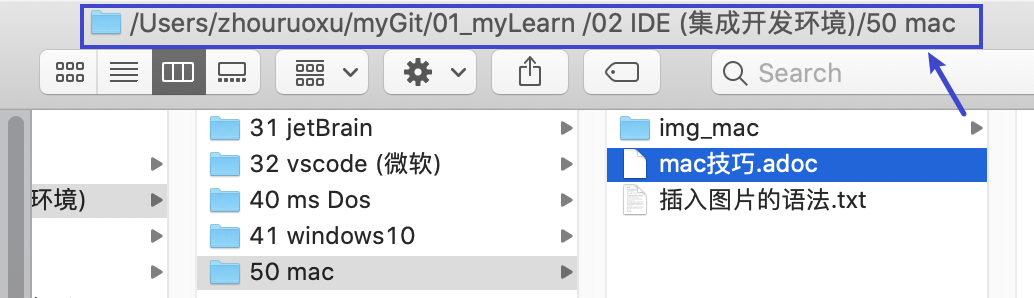 /Users/zhouruoxu/myGit/01_myLearn /02 IDE (集成开发环境)/50 mac
Search
31 jetBrain
32 vscode (微软)
40 ms Dos
41 windows10
50 mac
环境)
img_mac
mac技巧.adoc
插入图片的语法.txt